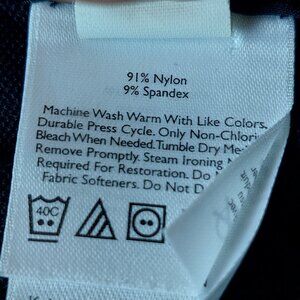 91% Nylon
9% Spandex
Machine Wash Warm With Like Colors.
Durable Press Cycle. Only Non-Chlori
Bleach When Needed. Tumble Dry Me
Remove Promptly. Steam Ironing
Required For Restoration. Do
Fabric Softeners. Do Not D
40C